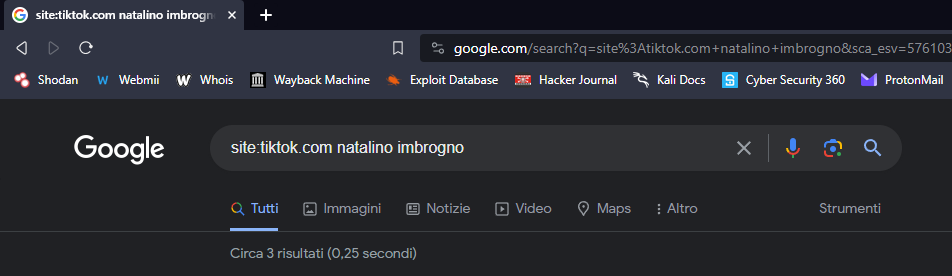 site:tiktok.com natalino imbrogn
google.com/search?q=site%3Atiktok.com+natalino+imbrogno&sca_esv=576103
Shodan Webmii Whois Wayback Machine Exploit Database Hacker Journal Kali Docs Cyber Security 360 ProtonMail
Google site:tiktok.com natalino imbrogno
Tutti Immagini Notizie Video Maps Altro Strumenti
Circa 3 risultati (0,25 secondi)